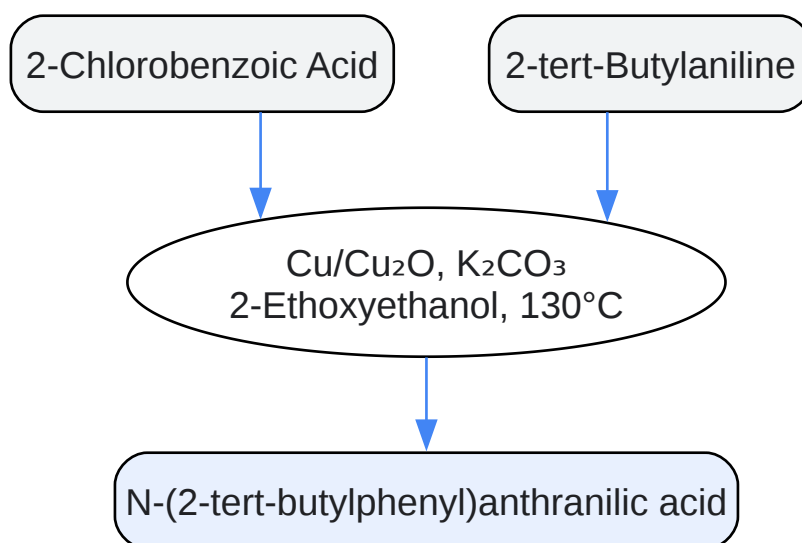 2-Chlorobenzoic Acid
2-tert-Butylaniline
Cu/Cu₂O, K₂CO₃
2-Ethoxyethanol, 130°C
N-(2-tert-butylphenyl)anthranilic acid